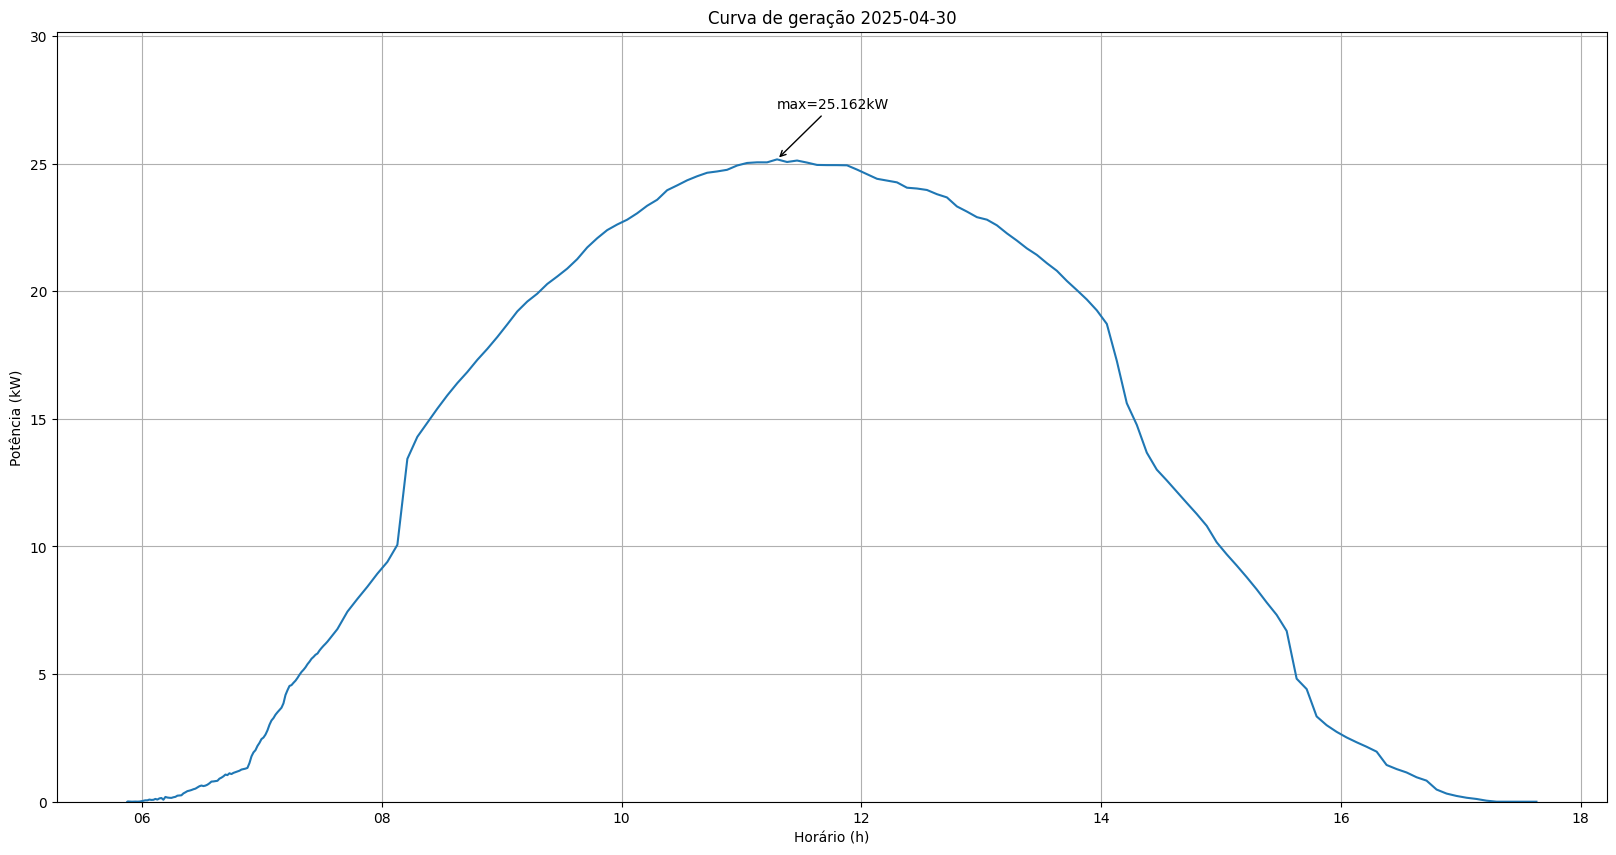 Curva de geração 2025-04-30
30
max=25.162kW
25
20
15
10
5
0
Potência (kW)
06 08 10 12 14 16 18
Horário (h)